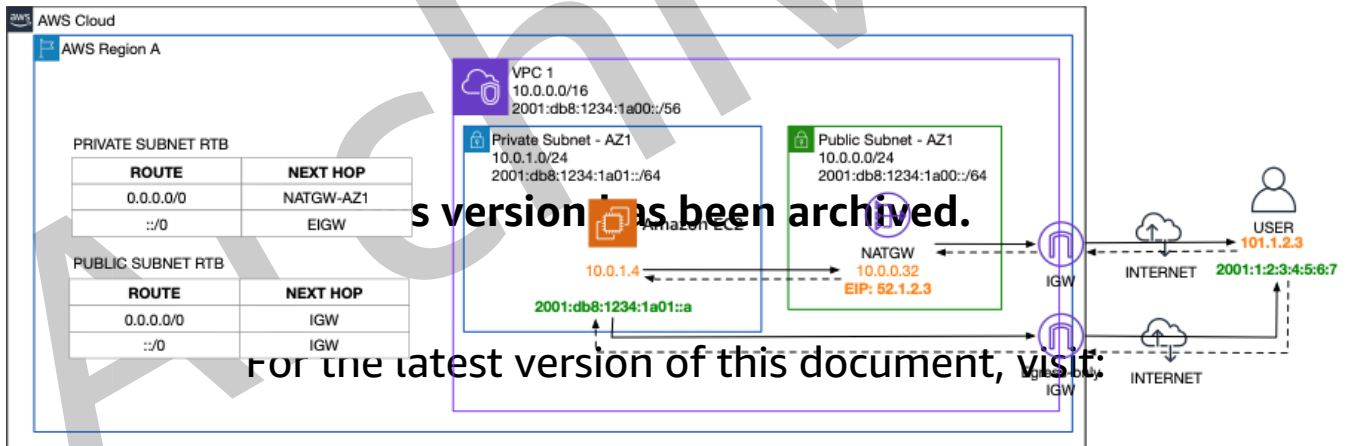 aws
AWS Cloud
AWS Region A
VPC 1
10.0.0.0/16
2001:db8:1234:1a00::/56
PRIVATE SUBNET RTB
ROUTE NEXT HOP
0.0.0.0/0 NATGW-AZ1
::/0 EIGW
PUBLIC SUBNET RTB
ROUTE NEXT HOP
0.0.0.0/0 IGW
::/0 IGW
Private Subnet - AZ1
10.0.1.0/24
2001:db8:1234:1a01::/64
Amazon EC2
10.0.1.4
2001:db8:1234:1a01::a
Public Subnet - AZ1
10.0.0.0/24
2001:db8:1234:1a00::/64
NATGW
10.0.0.32
EIP: 52.1.2.3
IGW
INTERNET
USER
101.1.2.3
2001:1:2:3:4:5:6:7
Egress-only
IGW
INTERNET
s version has been archived.
For the latest version of this document, visit:
Archiv